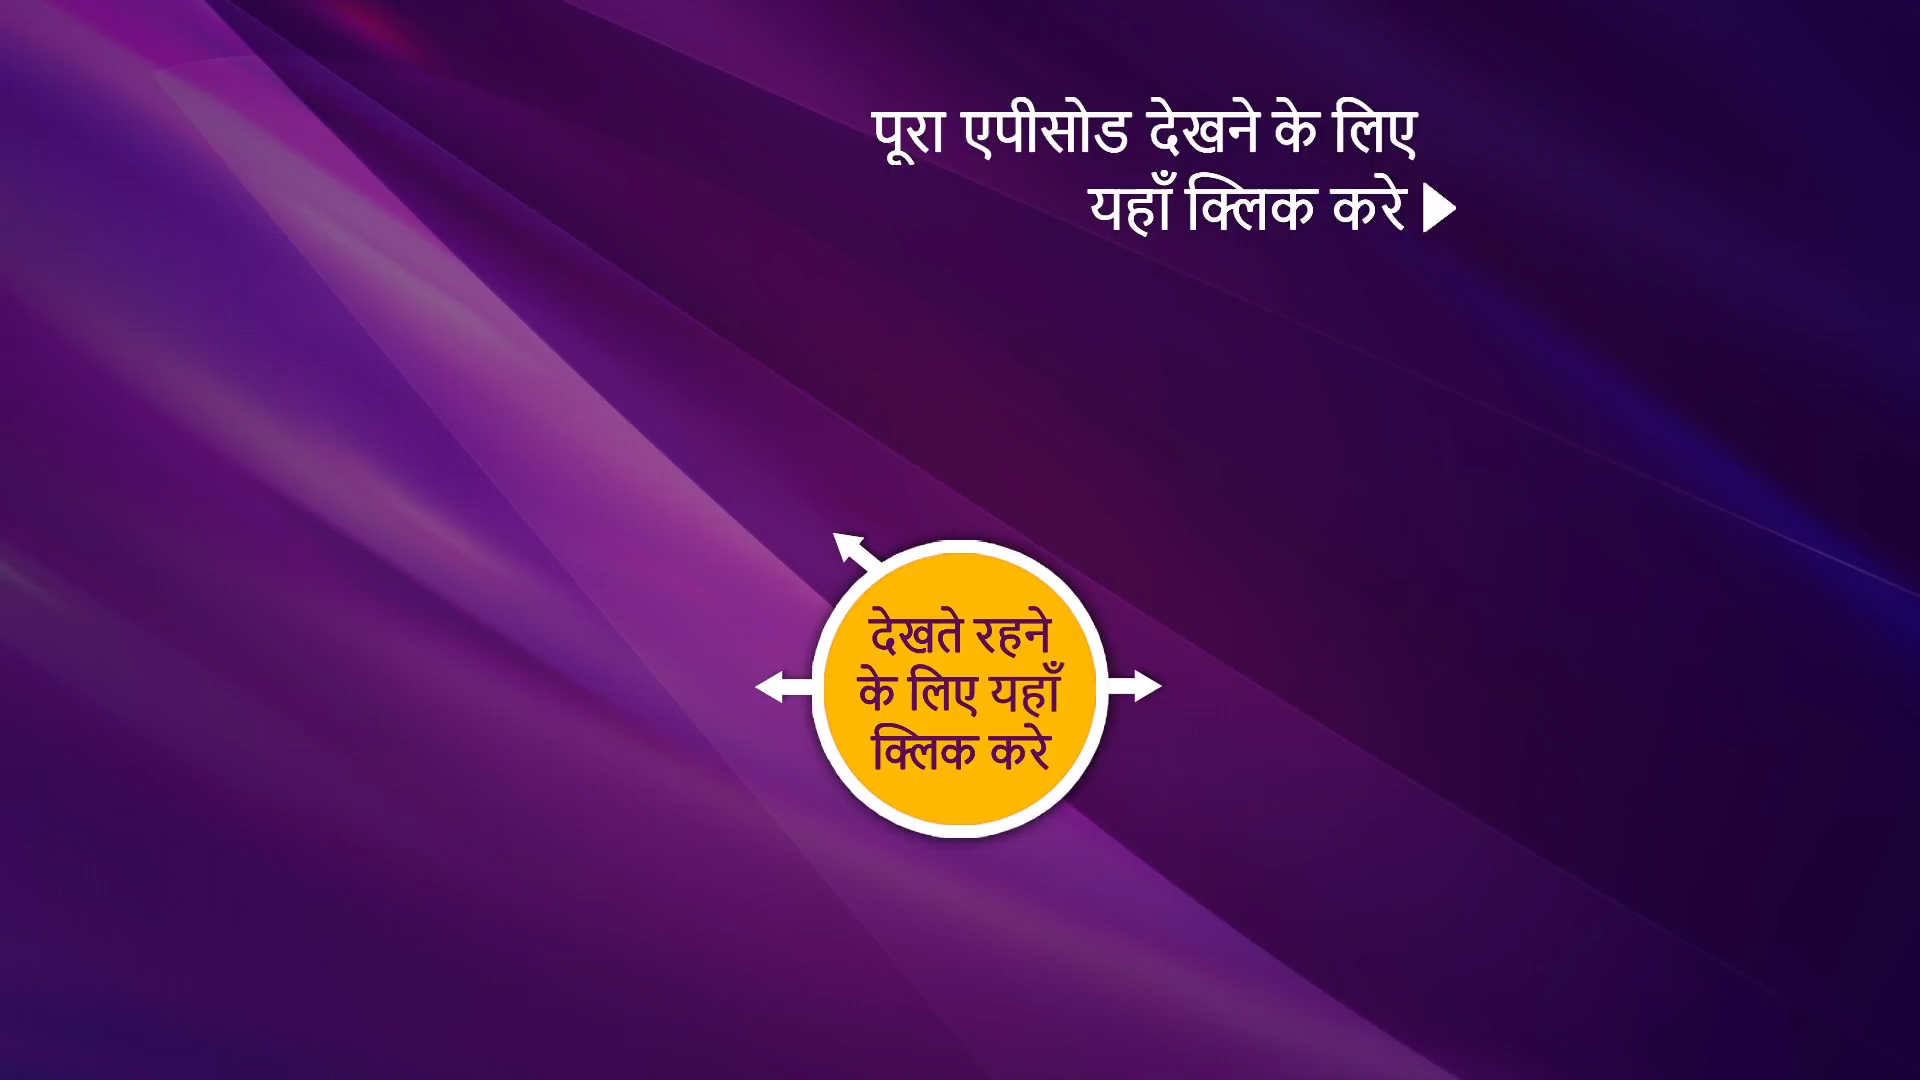 पूरा एपीसोड देखने के लिए
यहाँ क्लिक करे
देखते रहने
के लिए यहाँ
क्लिक करे